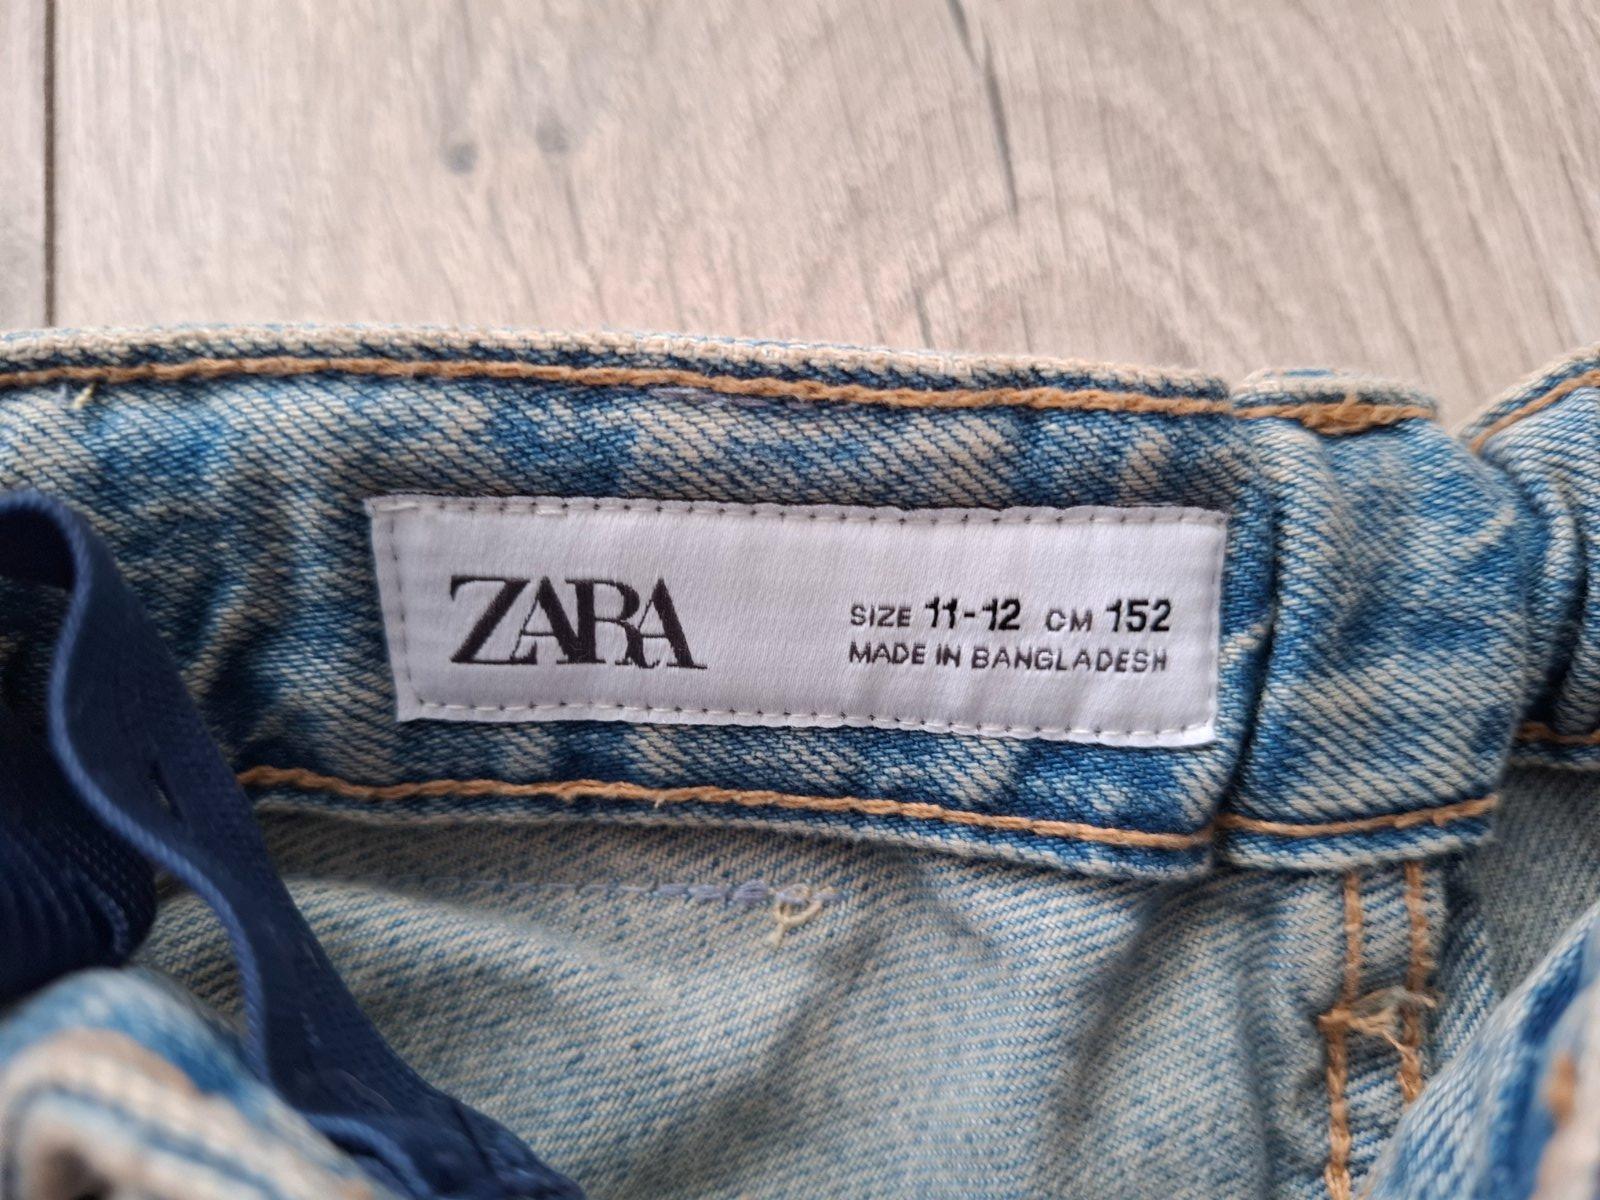 ZARA
SIZE 11-12 CM 152
MADE IN BANGLADESH